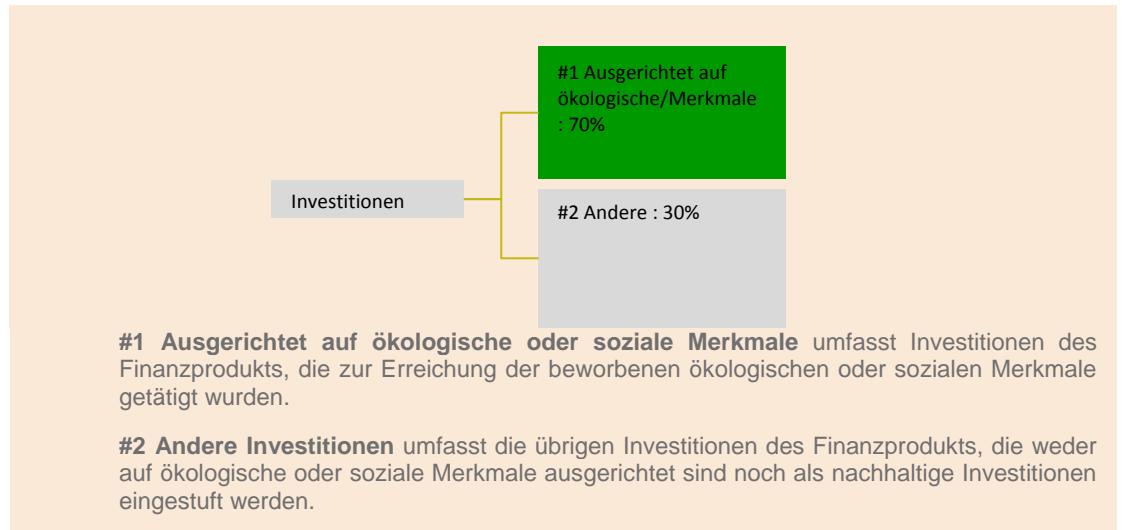 #1 Ausgerichtet auf
ökologische/Merkmale
: 70%
Investitionen
#2 Andere : 30%
#1 Ausgerichtet auf ökologische oder soziale Merkmale umfasst Investitionen des
Finanzprodukts, die zur Erreichung der beworbenen ökologischen oder sozialen Merkmale
getätigt wurden.
#2 Andere Investitionen umfasst die übrigen Investitionen des Finanzprodukts, die weder
auf ökologische oder soziale Merkmale ausgerichtet sind noch als nachhaltige Investitionen
eingestuft werden.